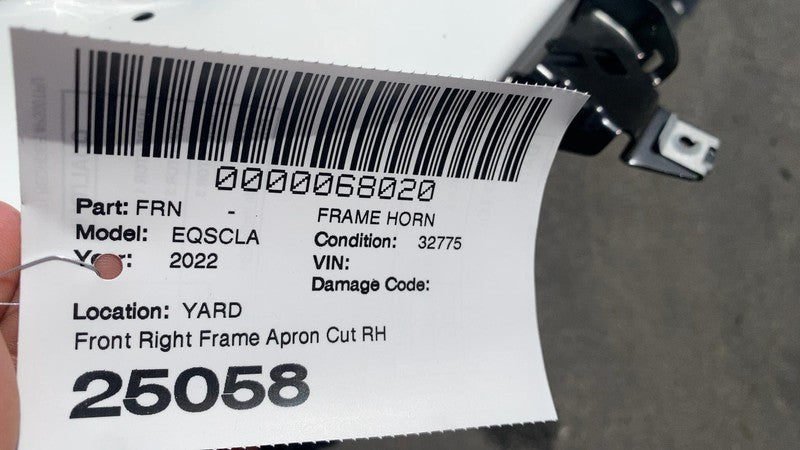 0000068020
Part: FRN - FRAME HORN
Model: EQSCLA Condition: 32775
Year: 2022 VIN:
Damage Code:
Location: YARD
Front Right Frame Apron Cut RH
25058